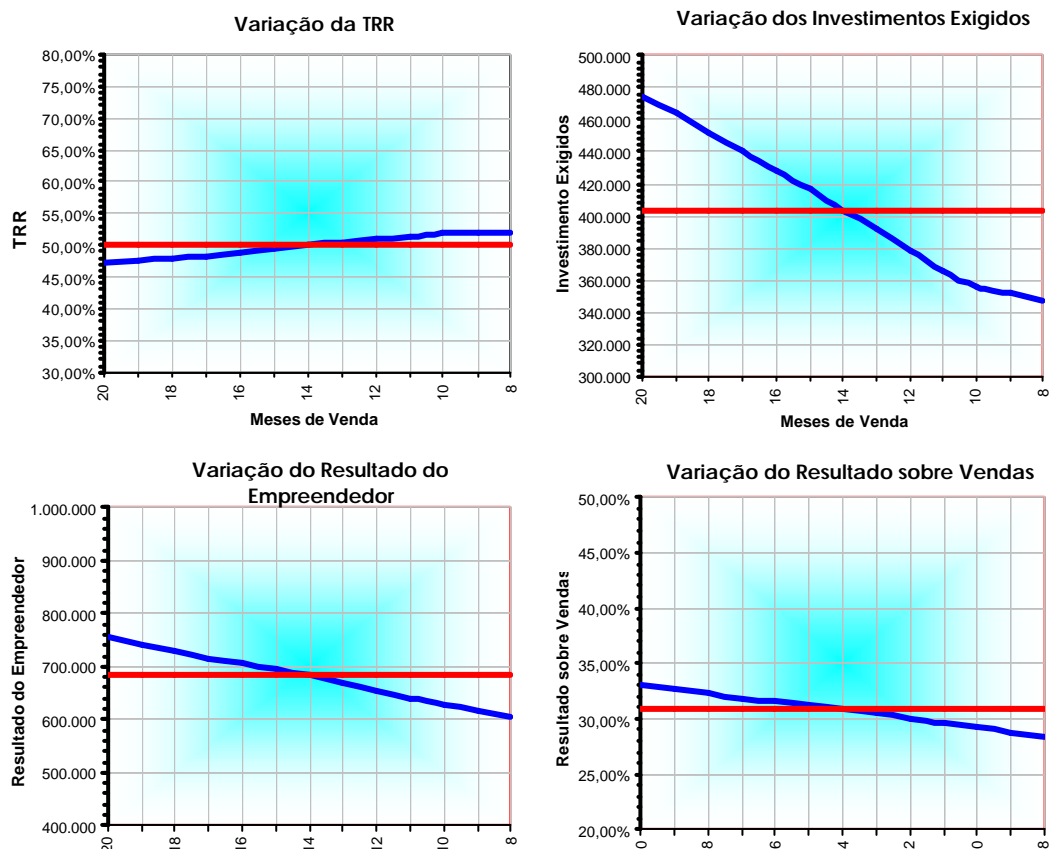 Variação da TRR
80,00%
75,00%
70,00%
65,00%
60,00%
55,00%
50,00%
45,00%
40,00%
35,00%
30,00%
TRR
20 18 16 14 12 10 8
Meses de Venda
Variação dos Investimentos Exigidos
500.000
480.000
460.000
440.000
420.000
400.000
380.000
360.000
340.000
320.000
300.000
Investimento Exigidos
20 18 16 14 12 10 8
Meses de Venda
Variação do Resultado do
Empreendedor
1.000.000
900.000
800.000
700.000
600.000
500.000
400.000
Resultado do Empreendedor
20 18 16 14 12 10 8
Variação do Resultado sobre Vendas
50,00%
45,00%
40,00%
35,00%
30,00%
25,00%
20,00%
Resultado sobre Vendas
0 8 6 4 2 0 8